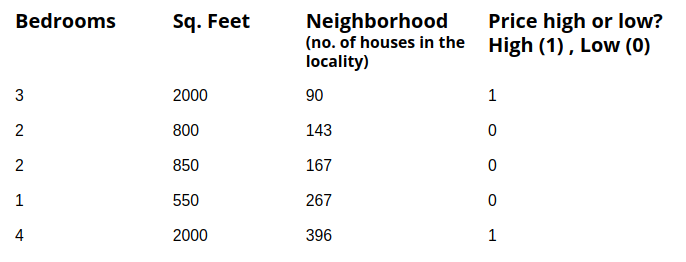 Bedrooms Sq. Feet Neighborhood Price high or low?
(no. of houses in the High (1) , Low (0)
locality)
3 2000 90 1
2 800 143 0
2 850 167 0
1 550 267 0
4 2000 396 1